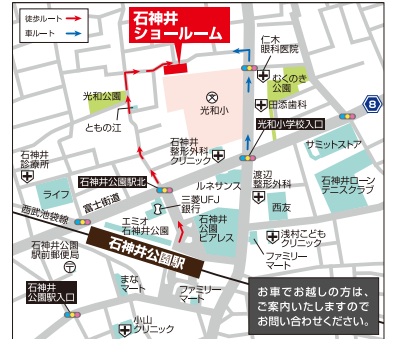 徒歩ルート
車ルート
石神井
ショールーム
仁木
眼科医院
むくのき
公園
田添歯科
8
光和公園
光和小
ともの江
光和小学校入口
石神井
整形外科
クリニック
サミットストア
石神井
診療所
石神井公園駅北
ルネサンス
渡辺
整形外科
石神井ローン
テニスクラブ
ライフ
富士街道
三菱UFJ
銀行
西友
西武池袋線
エミオ
石神井公園
石神井
公園
ピアレス
浅村こども
クリニック
石神井公園
駅前郵便局
石神井公園駅
ファミリー
マート
石神井
公園駅入口
まな
マート
ファミリー
マート
小山
クリニック
お車でお越しの方は、
ご案内いたしますので
お問い合わせください。